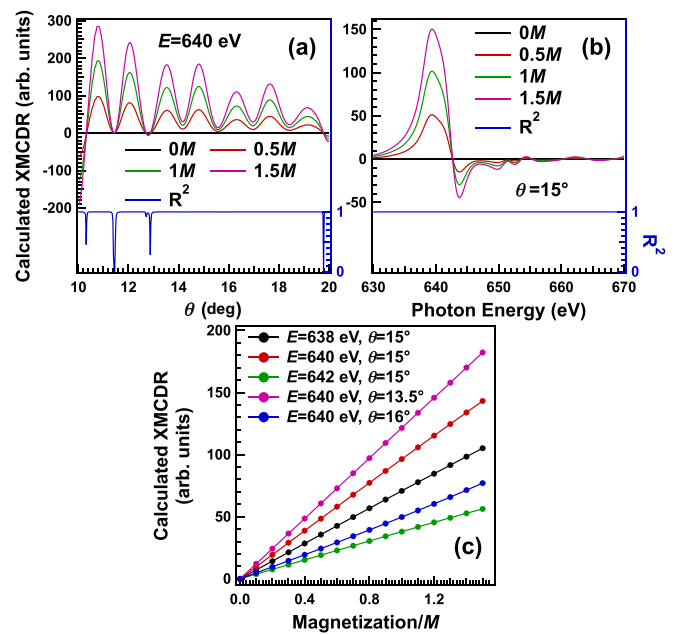 Calculated XMCDR (arb. units)
300
200
100
0
-100
-200
E=640 eV
(a)
0M
0.5M
1M
1.5M
R²
1
0
10
12
14
16
18
20
θ (deg)
150
100
50
0
-50
(b)
0M
0.5M
1M
1.5M
R²
θ=15°
1
0
R²
630
640
650
660
670
Photon Energy (eV)
Calculated XMCDR
(arb. units)
200
150
100
50
0
E=638 eV, θ=15°
E=640 eV, θ=15°
E=642 eV, θ=15°
E=640 eV, θ=13.5°
E=640 eV, θ=16°
(c)
0.0
0.4
0.8
1.2
Magnetization/M